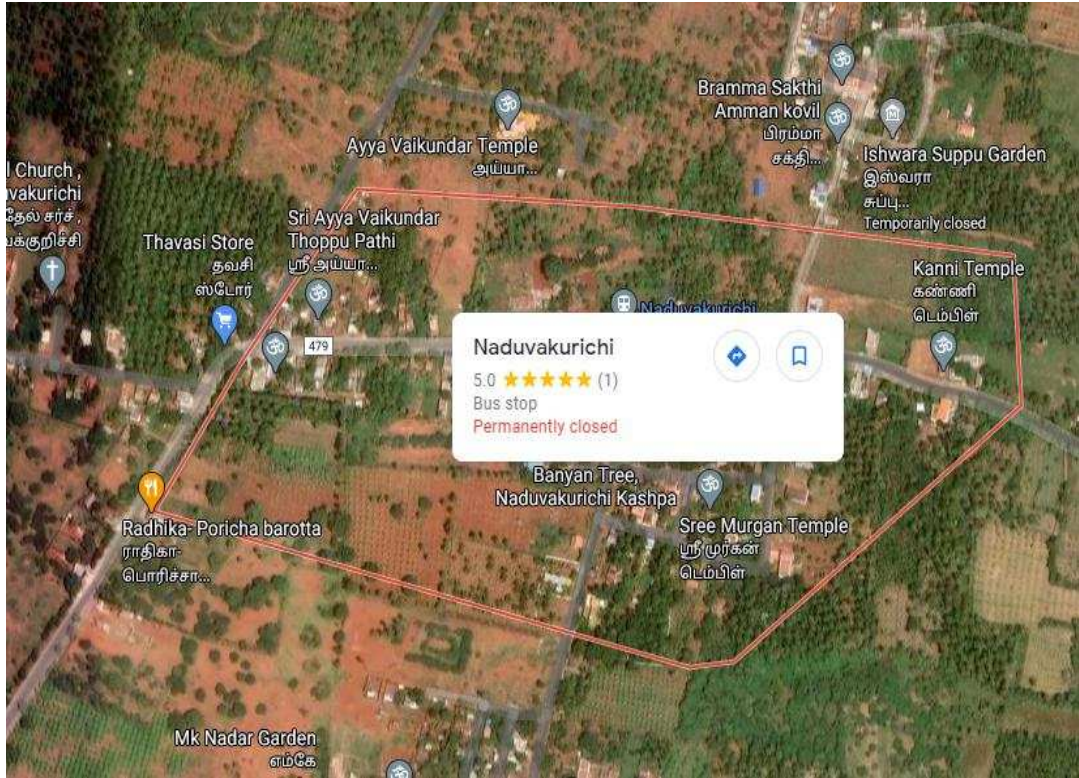 Bramma Sakthi
Amman kovil
பிரம்மா
சக்தி...
Ayya Vaikundar Temple
அய்யா...
Ishwara Suppu Garden
இஸ்வரா
சுப்பு...
Temporarily closed
l Church ,
uvakurichi
தேல் சர்ச் ,
வக்குறிச்சி
Sri Ayya Vaikundar
Thoppu Pathi
ஸ்ரீ அய்யா...
Thavasi Store
தவசி
ஸ்டோர்
Kanni Temple
கண்ணி
டெம்பிள்
Naduvakurichi
479
Naduvakurichi
5.0 ★★★★★ (1)
Bus stop
Permanently closed
Banyan Tree,
Naduvakurichi Kashpa
Sree Murgan Temple
ஸ்ரீ முர்கன்
டெம்பிள்
Radhika- Poricha barotta
ராதிகா-
பொரிச்சா...
Mk Nadar Garden
எம்கே